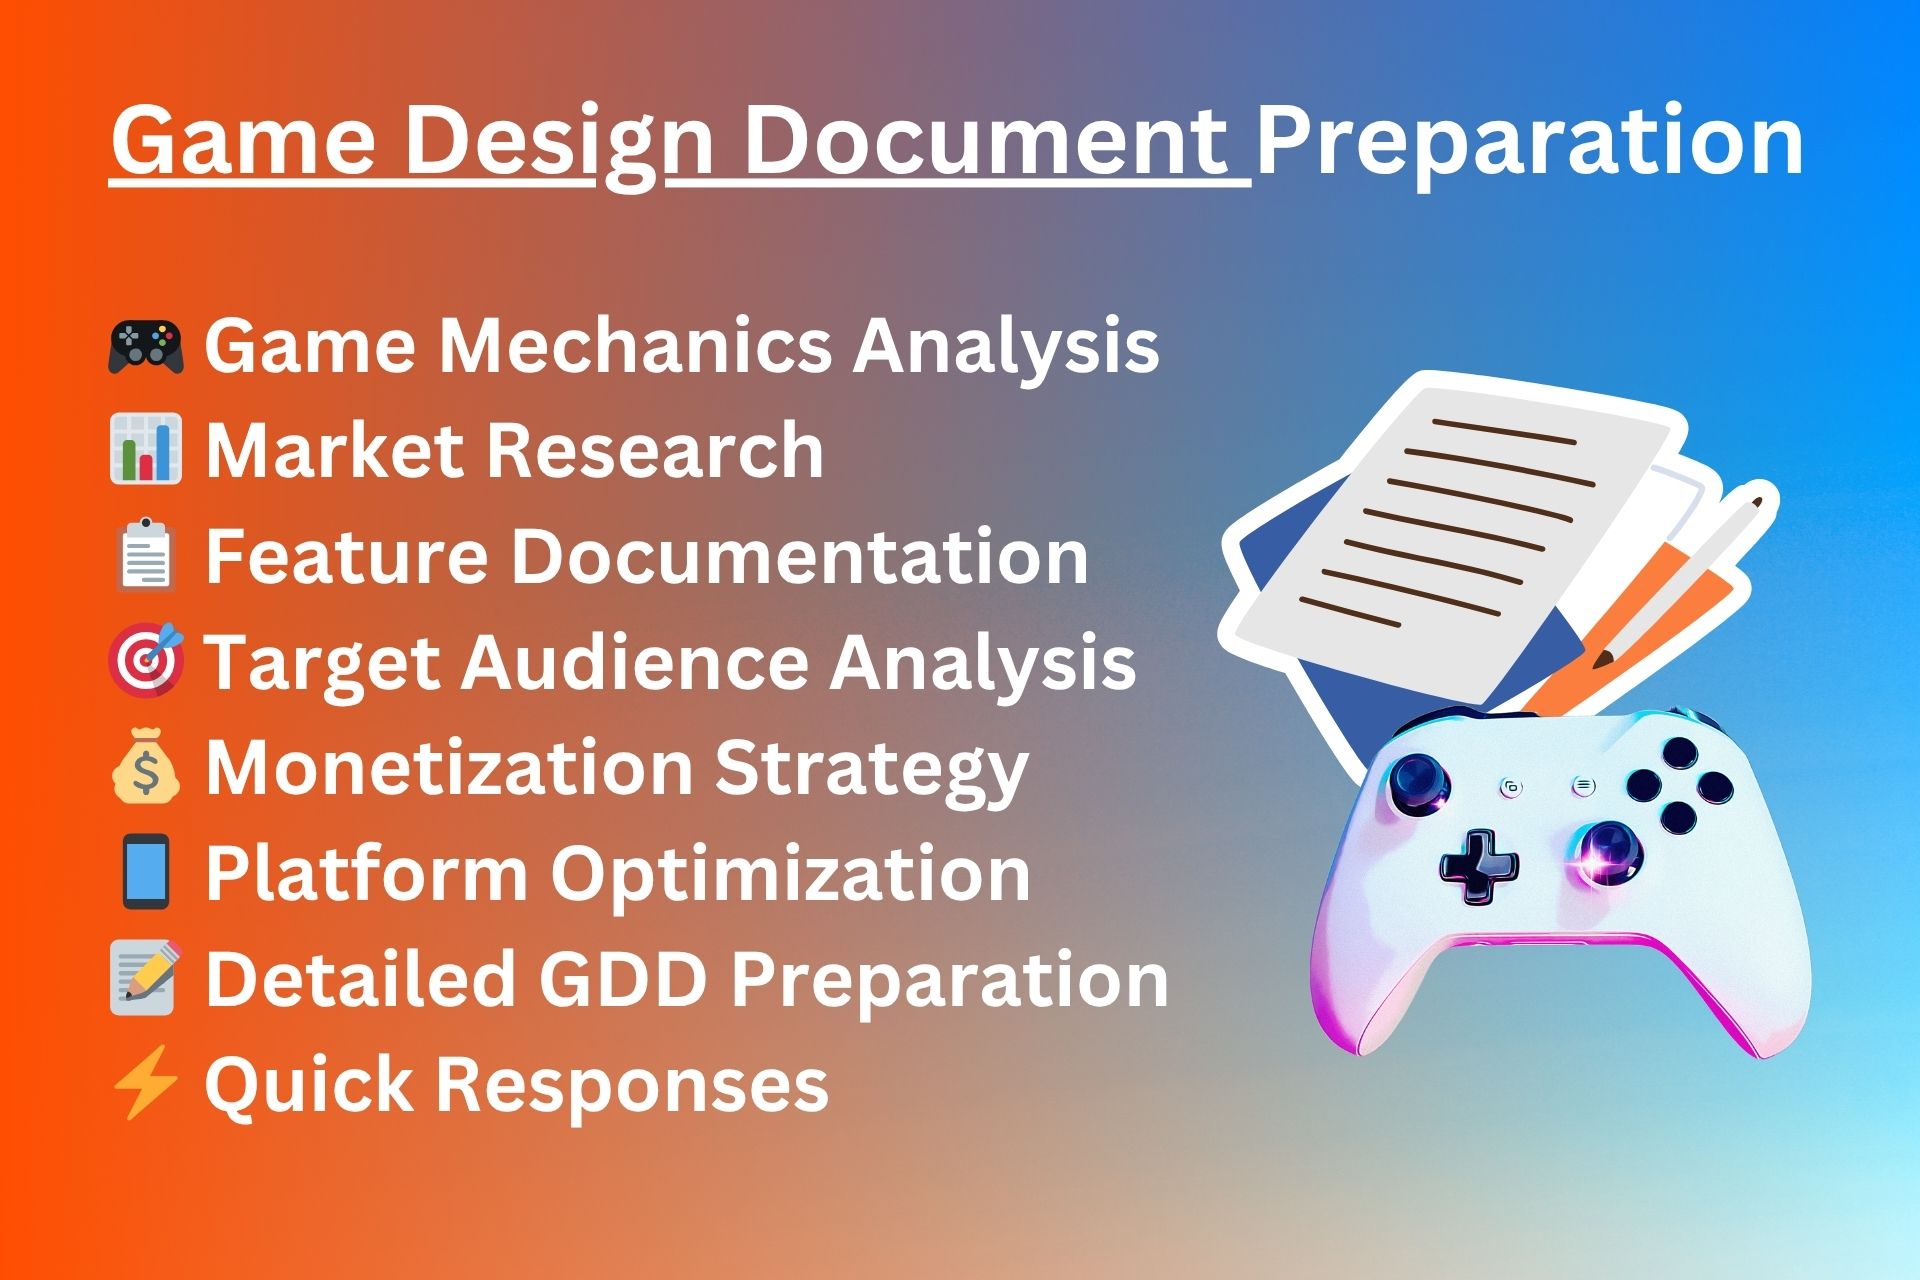 Game Design Document Preparation
Game Mechanics Analysis
Market Research
Feature Documentation
Target Audience Analysis
Monetization Strategy
Platform Optimization
Detailed GDD Preparation
Quick Responses